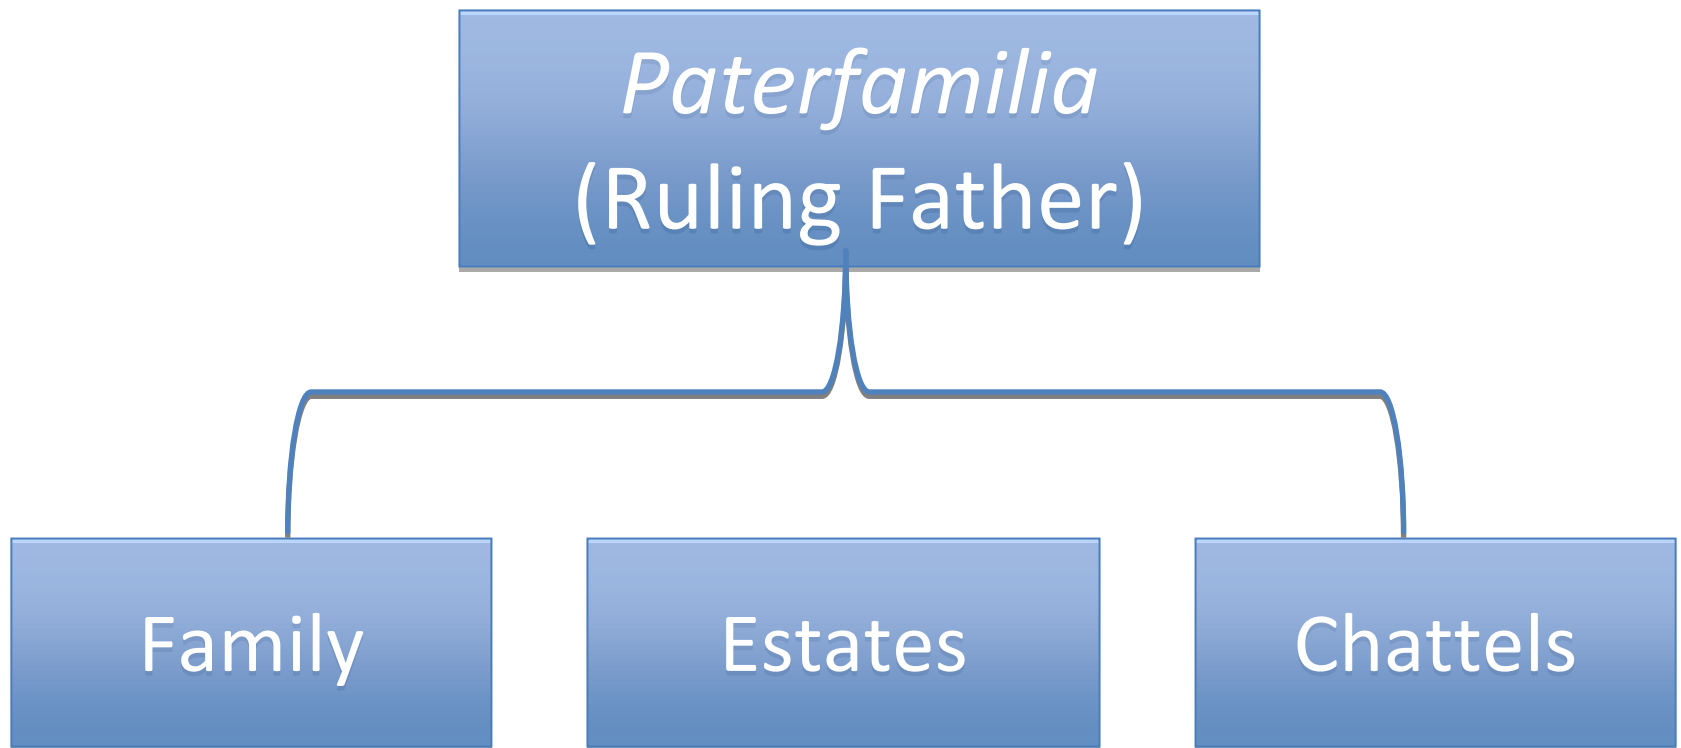 Paterfamilia
(Ruling Father)
Family
Estates
Chattels